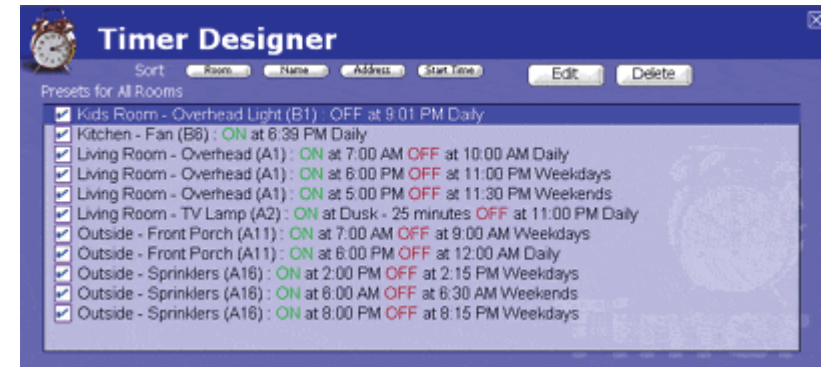 Timer Designer
Sort Room Name Address Start Time Edit Delete
Presets for All Rooms
Kids Room - Overhead Light (B1) : OFF at 9:01 PM Daily
Kitchen - Fan (B6) : ON at 6:39 PM Daily
Living Room - Overhead (A1) : ON at 7:00 AM OFF at 10:00 AM Daily
Living Room - Overhead (A1) : ON at 6:00 PM OFF at 11:00 PM Weekdays
Living Room - Overhead (A1) : ON at 5:00 PM OFF at 11:30 PM Weekends
Living Room - TV Lamp (A2) : ON at Dusk - 25 minutes OFF at 11:00 PM Daily
Outside - Front Porch (A11) : ON at 7:00 AM OFF at 9:00 AM Weekdays
Outside - Front Porch (A11) : ON at 6:00 PM OFF at 12:00 AM Daily
Outside - Sprinklers (A16) : ON at 2:00 PM OFF at 2:15 PM Weekdays
Outside - Sprinklers (A16) : ON at 6:00 AM OFF at 6:30 AM Weekends
Outside - Sprinklers (A16) : ON at 8:00 PM OFF at 8:15 PM Weekdays
Timer